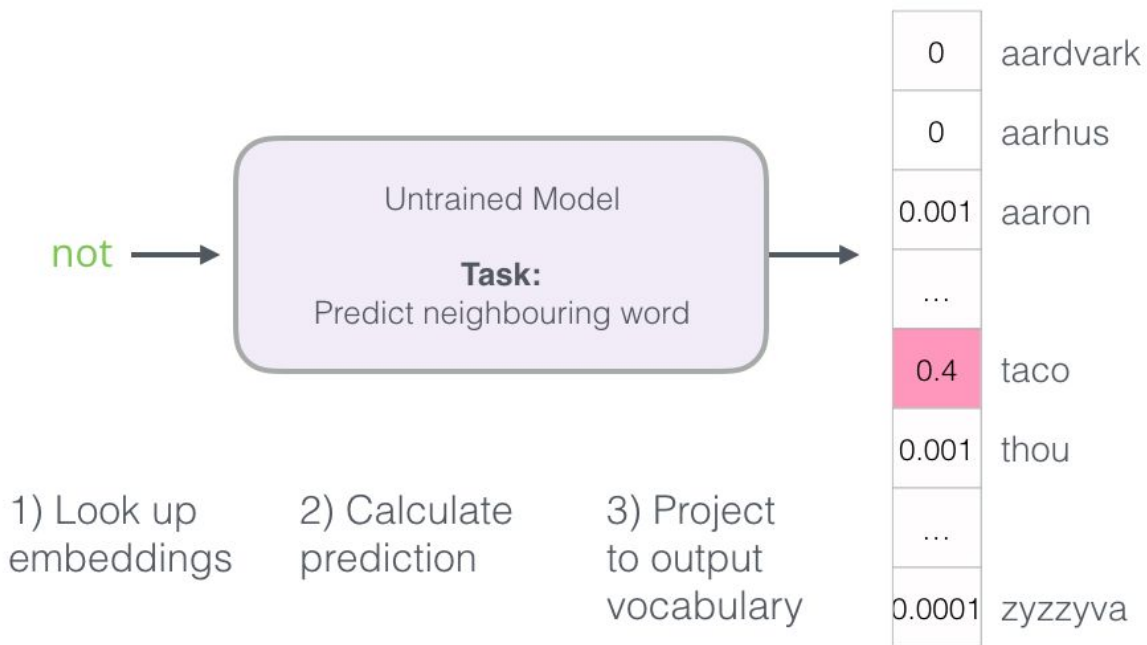 0 aardvark
0 aarhus
0.001 aaron
...
0.4 taco
0.001 thou
...
0.0001 zyzzyva
not
Untrained Model
Task:
Predict neighbouring word
1) Look up
embeddings
2) Calculate
prediction
3) Project
to output
vocabulary